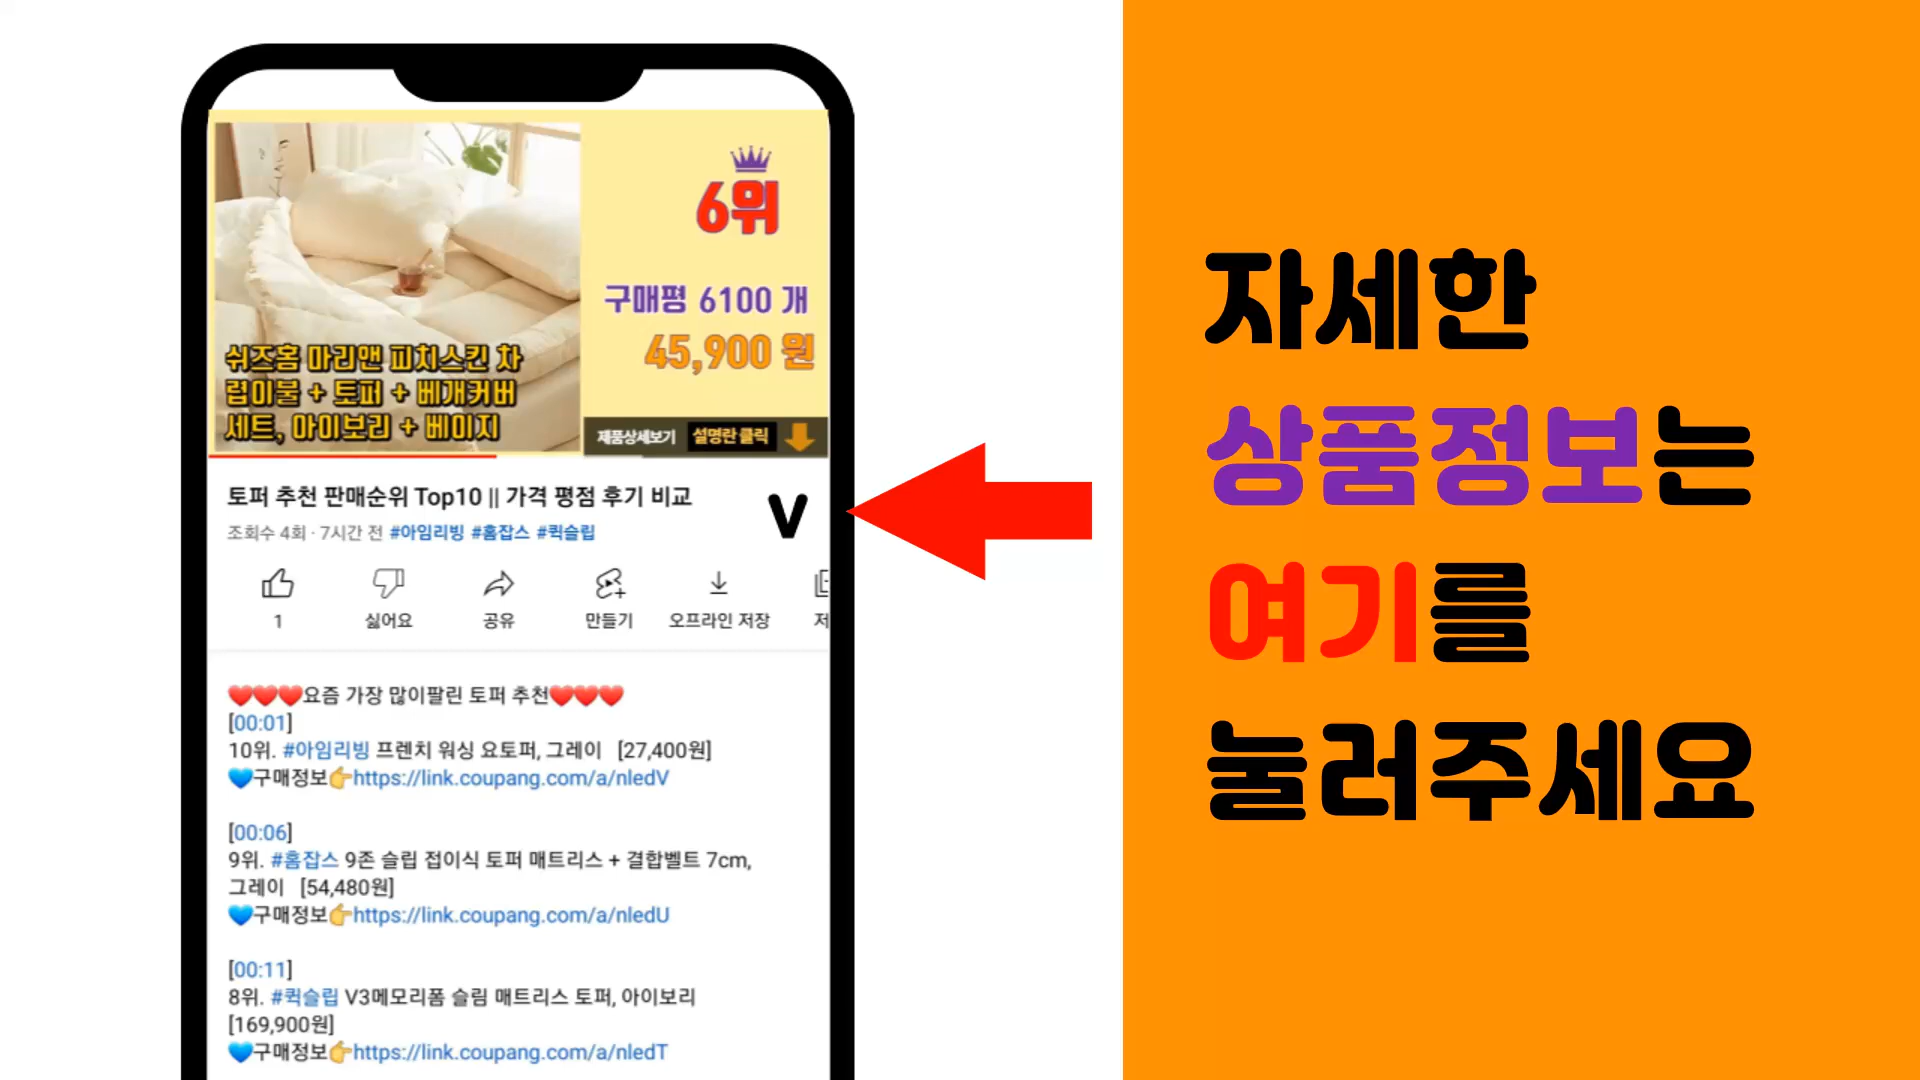 6위
구매평 6100 개
45,900 원
쉬즈홈 마리앤 피치스킨 차
렵이불 + 토퍼 + 베개커버
세트, 아이보리 + 베이지
제품상세보기 설명란 클릭
토퍼 추천 판매순위 Top10 || 가격 평점 후기 비교
V
조회수 4회 · 7시간 전 #아임리빙 #홈잡스 #퀵슬립
1 싫어요 공유 만들기 오프라인 저장 저
❤️❤️❤️요즘 가장 많이팔린 토퍼 추천❤️❤️❤️
[00:01]
10위. #아임리빙 프렌치 워싱 요토퍼, 그레이 [27,400원]
💙구매정보👉https://link.coupang.com/a/nledV
[00:06]
9위. #홈잡스 9존 슬립 접이식 토퍼 매트리스 + 결합벨트 7cm,
그레이 [54,480원]
💙구매정보👉https://link.coupang.com/a/nledU
[00:11]
8위. #퀵슬립 V3메모리폼 슬림 매트리스 토퍼, 아이보리
[169,900원]
💙구매정보👉https://link.coupang.com/a/nledT
자세한
상품정보는
여기를
눌러주세요